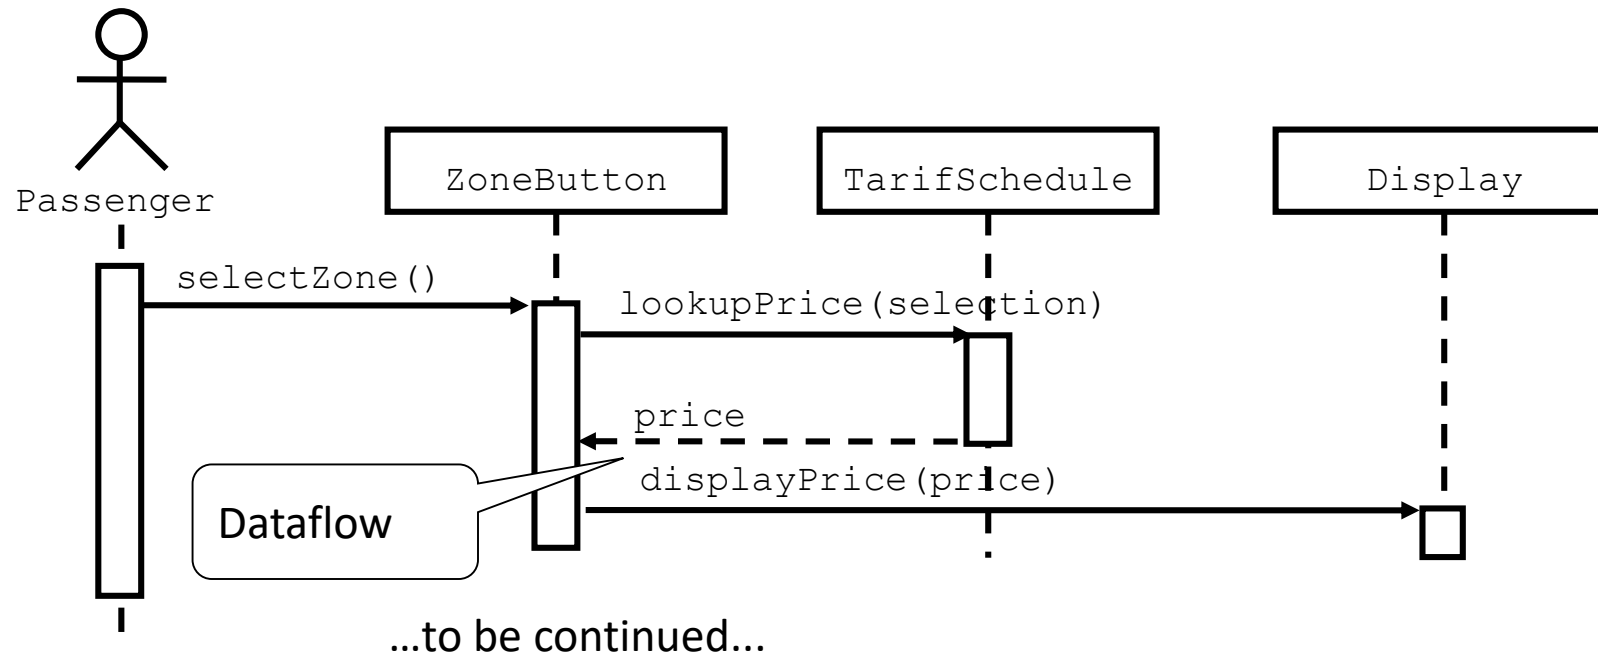 Passenger
ZoneButton
TarifSchedule
Display
selectZone()
lookupPrice(selection)
price
displayPrice(price)
Dataflow
…to be continued...